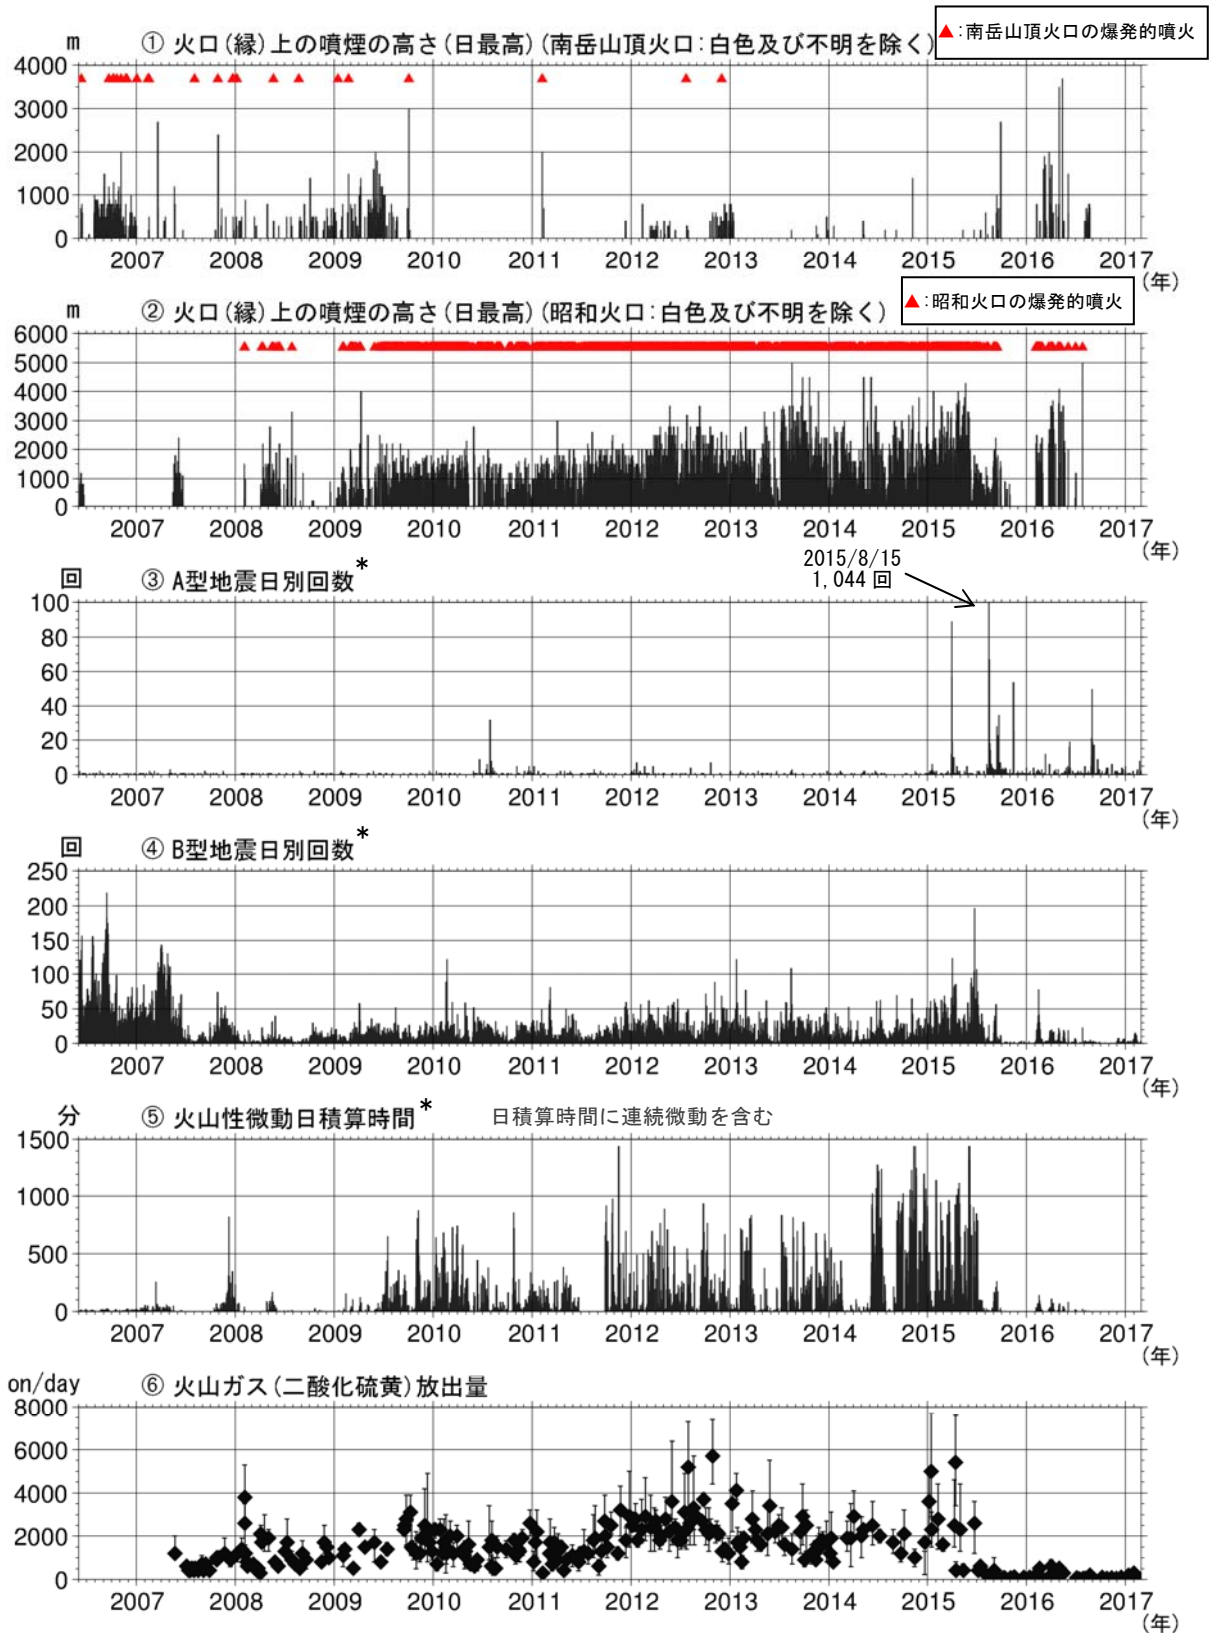 ▲:南岳山頂火口の爆発的噴火
m ① 火口(縁)上の噴煙の高さ(日最高)(南岳山頂火口:白色及び不明を除く)
4000
3000
2000
1000
0
2007 2008 2009 2010 2011 2012 2013 2014 2015 2016 2017
(年)
▲:昭和火口の爆発的噴火
m ② 火口(縁)上の噴煙の高さ(日最高)(昭和火口:白色及び不明を除く)
6000
5000
4000
3000
2000
1000
0
2007 2008 2009 2010 2011 2012 2013 2014 2015 2016 2017
(年)
回 ③ A型地震日別回数*
2015/8/15
1,044 回
100
80
60
40
20
0
2007 2008 2009 2010 2011 2012 2013 2014 2015 2016 2017
(年)
回 ④ B型地震日別回数*
250
200
150
100
50
0
2007 2008 2009 2010 2011 2012 2013 2014 2015 2016 2017
(年)
分 ⑤ 火山性微動日積算時間* 日積算時間に連続微動を含む
1500
1000
500
0
2007 2008 2009 2010 2011 2012 2013 2014 2015 2016 2017
(年)
on/day ⑥ 火山ガス(二酸化硫黄)放出量
8000
6000
4000
2000
0
2007 2008 2009 2010 2011 2012 2013 2014 2015 2016 2017
(年)